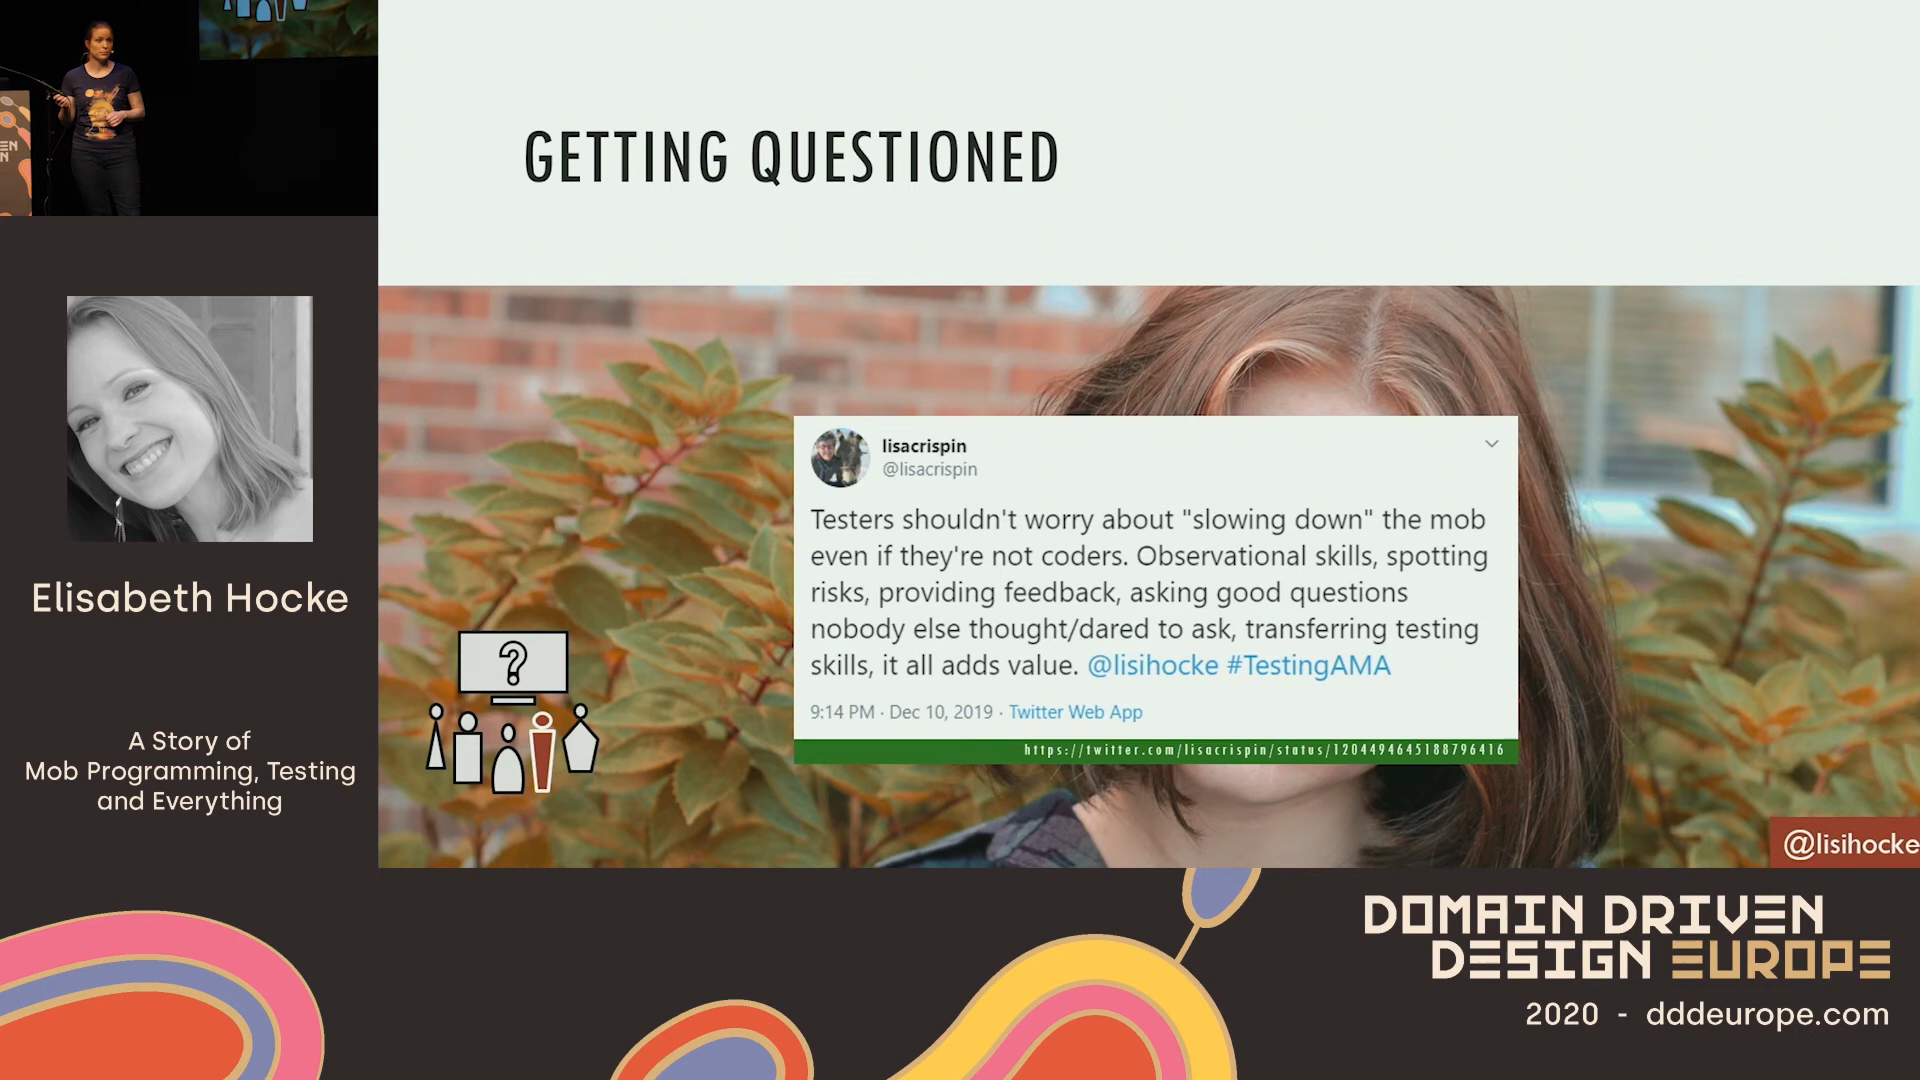 GETTING QUESTIONED
lisacrispin
@lisacrispin
Testers shouldn't worry about "slowing down" the mob
even if they're not coders. Observational skills, spotting
risks, providing feedback, asking good questions
nobody else thought/dared to ask, transferring testing
skills, it all adds value. @lisihocke #TestingAMA
9:14 PM · Dec 10, 2019 · Twitter Web App
https://twitter.com/lisacrispin/status/1204494645188796416
?
@lisihocke
Elisabeth Hocke
A Story of
Mob Programming, Testing
and Everything
DOMAIN DRIVEN
DESIGN EUROPE
2020 - dddeurope.com